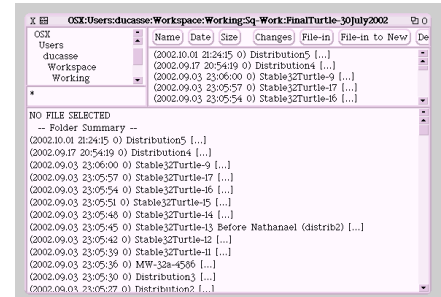 X OSX:Users:ducasse:Workspace:Working:Sq-Work:FinalTurtle-30July2002
OSX
Users
ducasse
Workspace
Working
*
Name Date Size Changes File-in File-in to New De
(2002.10.01 21:24:15 0) Distribution5 [...]
(2002.09.17 20:54:19 0) Distribution4 [...]
(2002.09.03 23:06:00 0) Stable32Turtle-9 [...]
(2002.09.03 23:05:57 0) Stable32Turtle-17 [...]
(2002.09.03 23:05:54 0) Stable32Turtle-16 [...]
NO FILE SELECTED
-- Folder Summary --
(2002.10.01 21:24:15 0) Distribution5 [...]
(2002.09.17 20:54:19 0) Distribution4 [...]
(2002.09.03 23:06:00 0) Stable32Turtle-9 [...]
(2002.09.03 23:05:57 0) Stable32Turtle-17 [...]
(2002.09.03 23:05:54 0) Stable32Turtle-16 [...]
(2002.09.03 23:05:51 0) Stable32Turtle-15 [...]
(2002.09.03 23:05:48 0) Stable32Turtle-14 [...]
(2002.09.03 23:05:45 0) Stable32Turtle-13 Before Nathanael (distrib2) [...]
(2002.09.03 23:05:42 0) Stable32Turtle-12 [...]
(2002.09.03 23:05:39 0) Stable32Turtle-11 [...]
(2002.09.03 23:05:36 0) MW-32a-4586 [...]
(2002.09.03 23:05:30 0) Distribution3 [...]
(2002.09.03 23:05:27 0) Distribution2 [...]